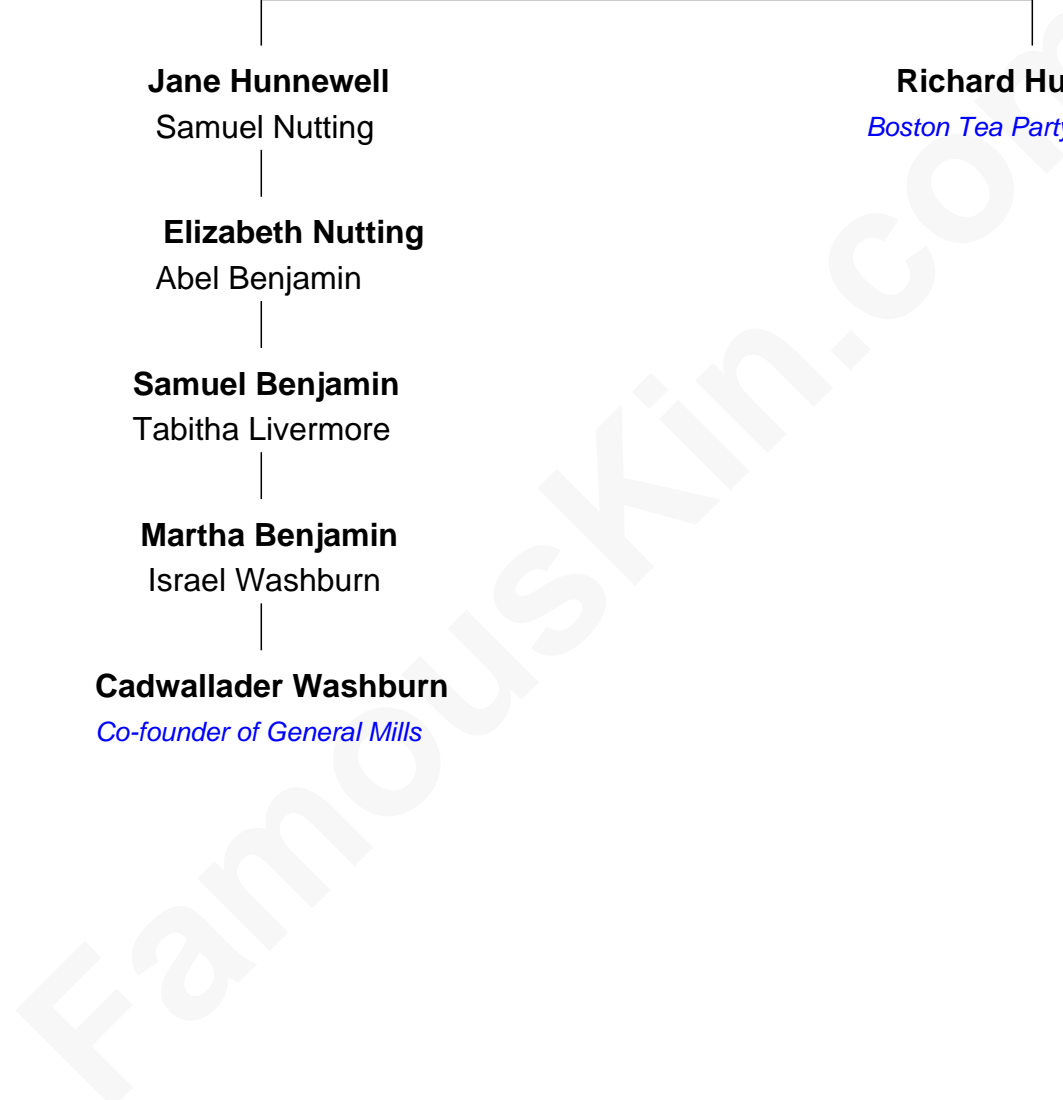 Jane Hunnewell
Samuel Nutting
Richard
Boston Tea Party
Elizabeth Nutting
Abel Benjamin
Samuel Benjamin
Tabitha Livermore
Martha Benjamin
Israel Washburn
Cadwallader Washburn
Co-founder of General Mills
FamousKin.com